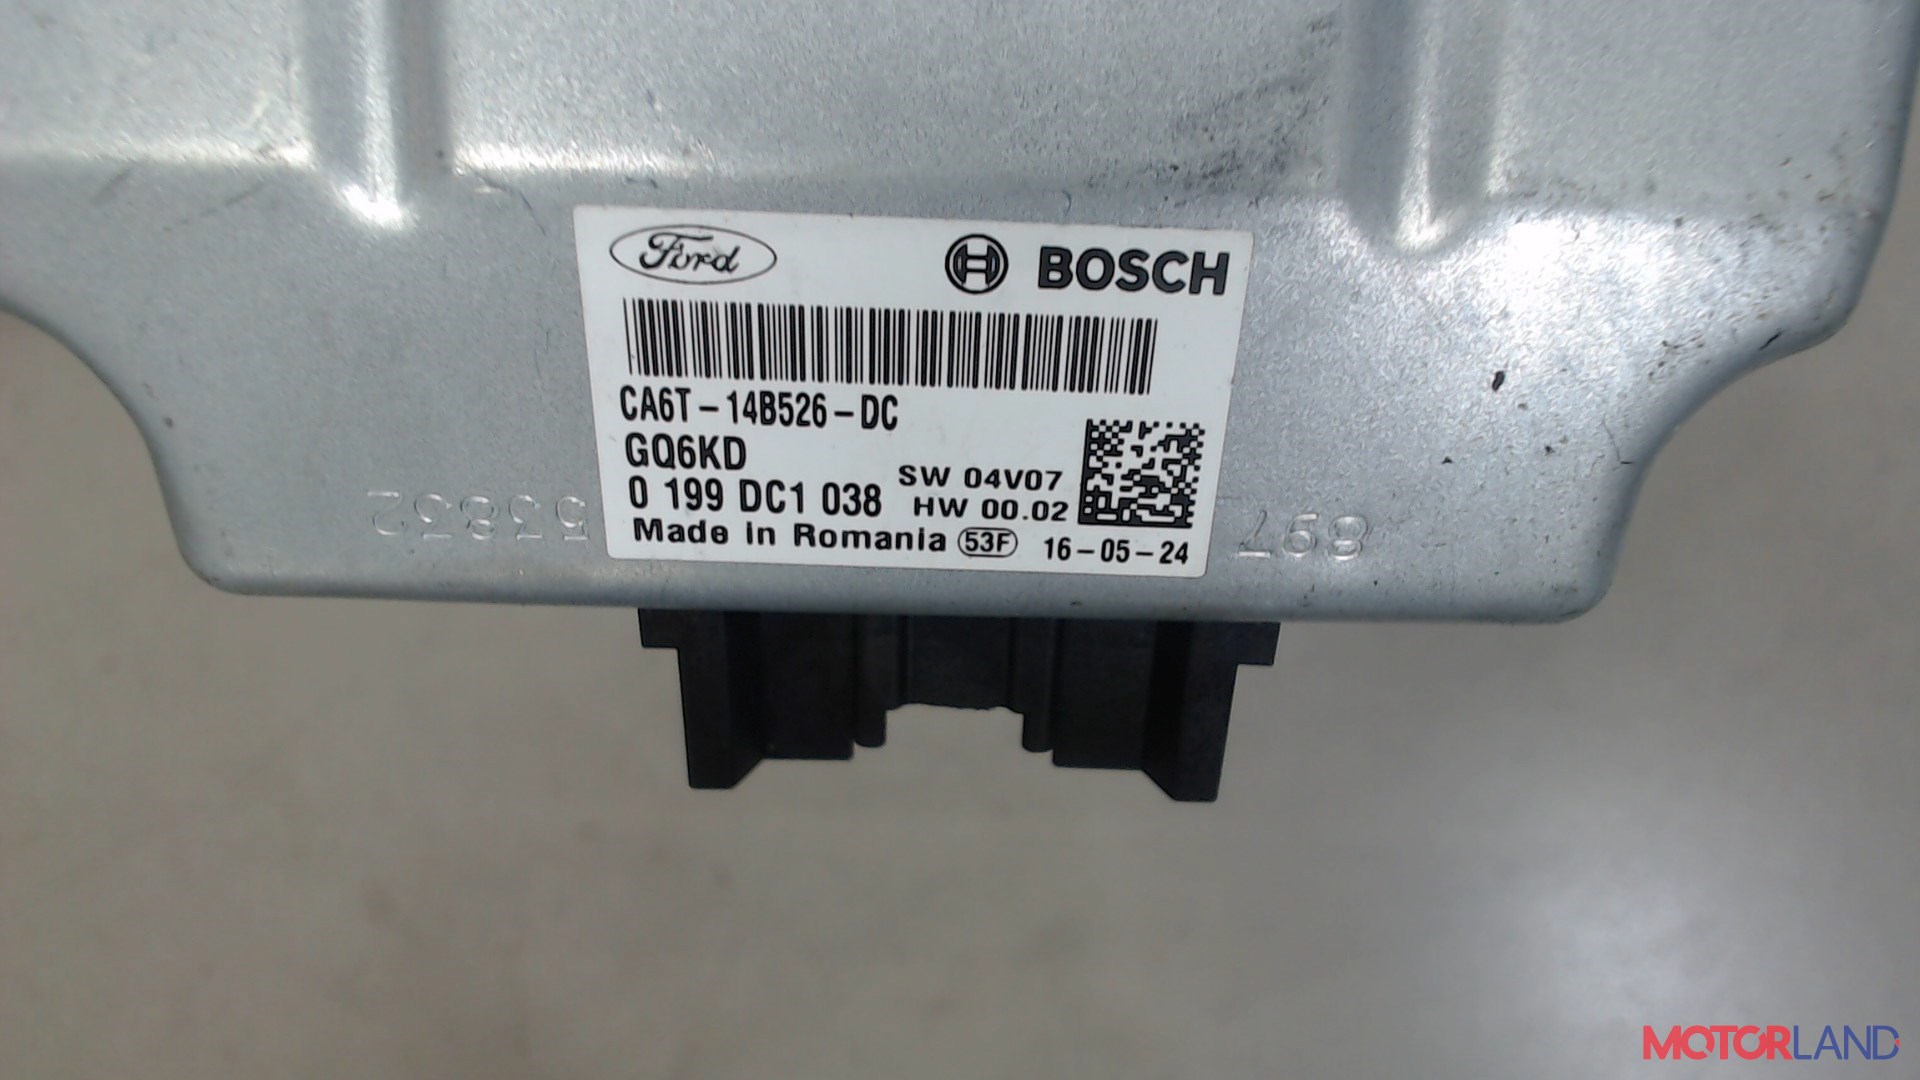 Ford
BOSCH
CA6T-14B526-DC
GQ6KD
0 199 DC1 038
SW 04V07
HW 00.02
Made in Romania 53F 16-05-24
53832
897
MOTORLAND